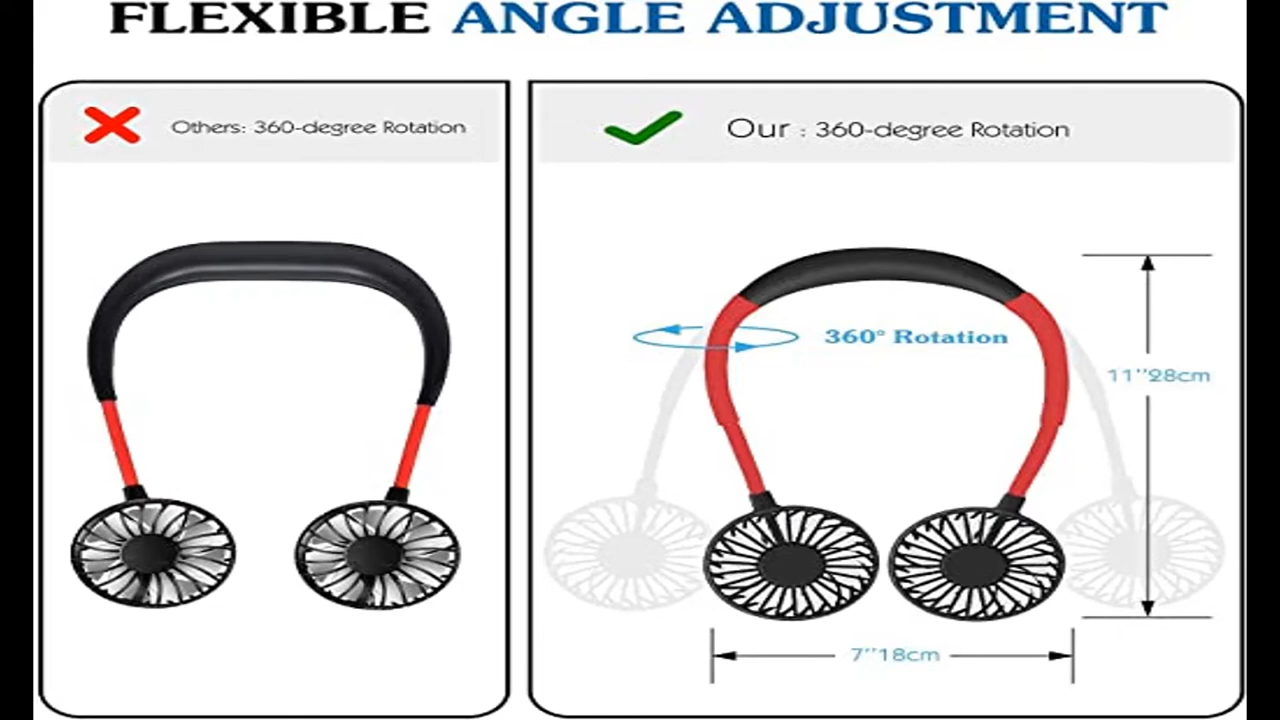 FLEXIBLE ANGLE ADJUSTMENT
Others: 360-degree Rotation
Our : 360-degree Rotation
360° Rotation
11''28cm
7''18cm